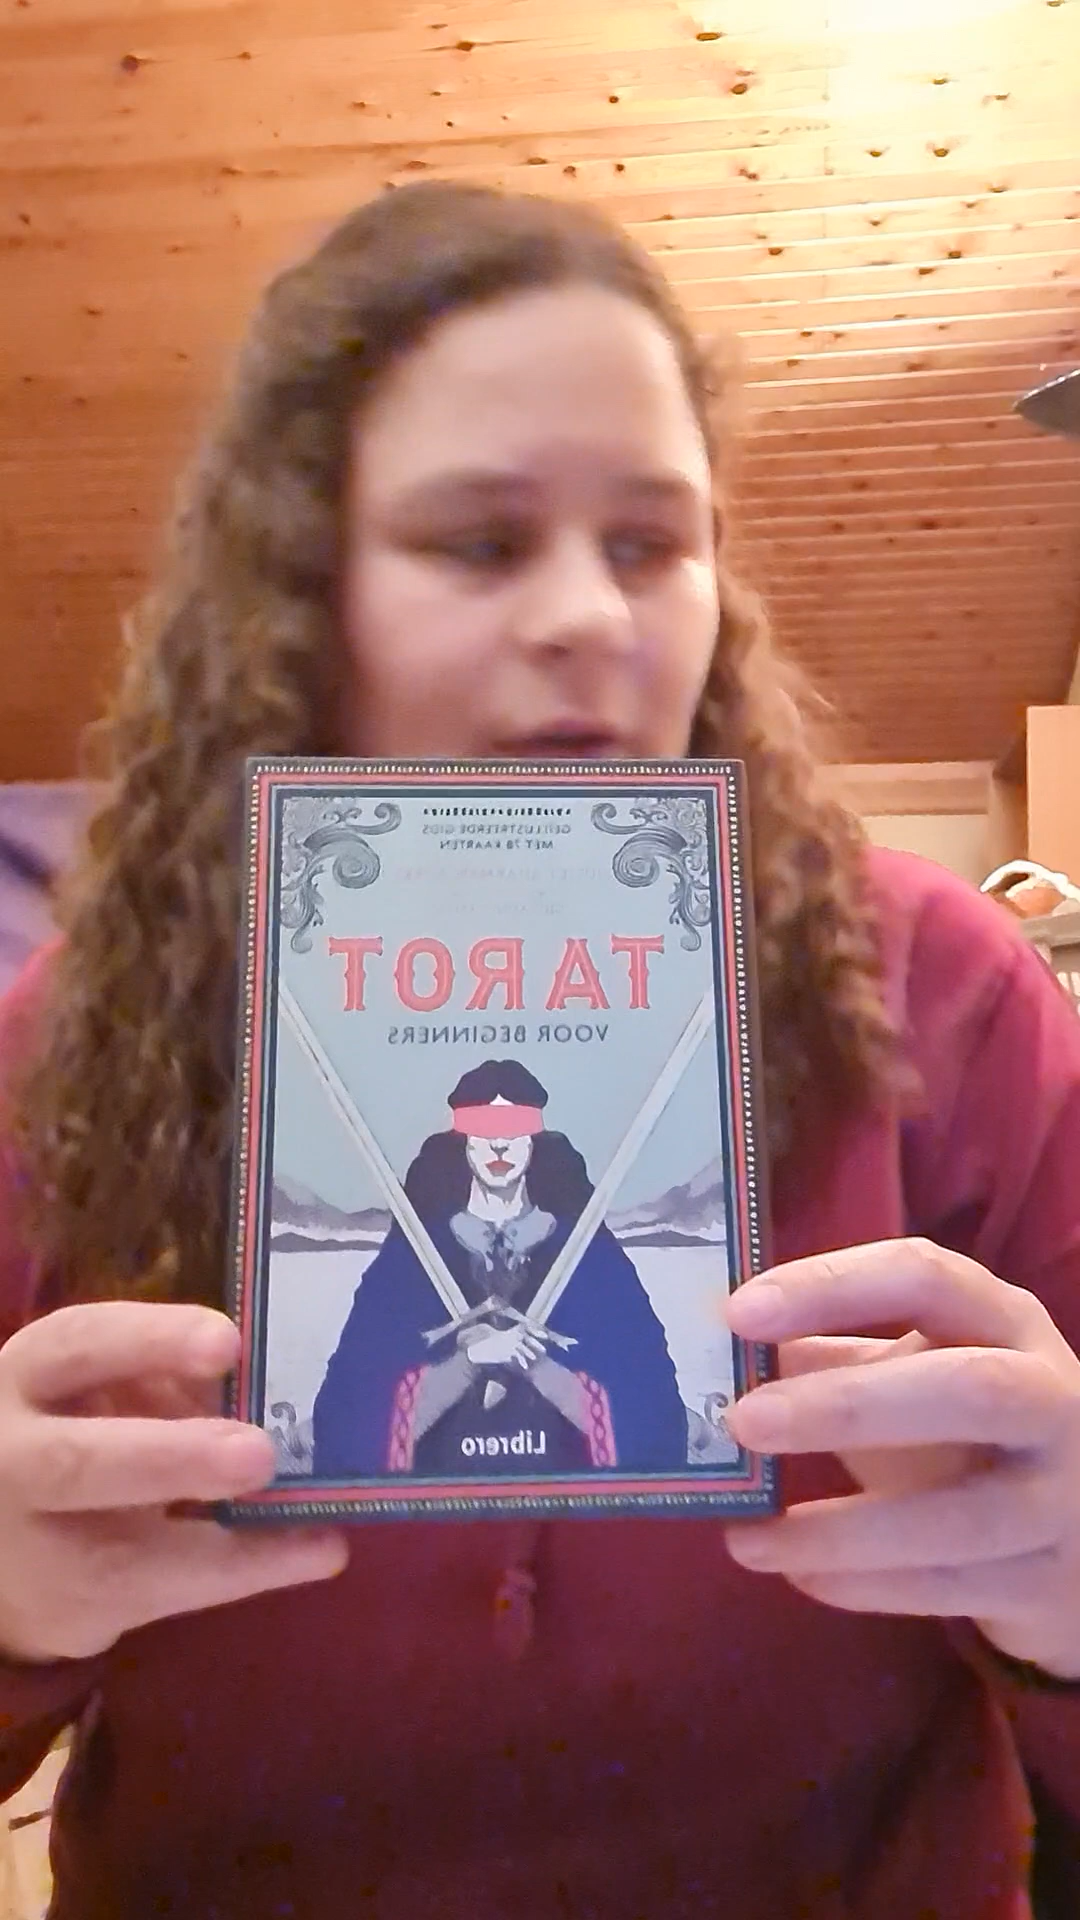 GEÏLLUSTREERDE GIDS
MET 78 KAARTEN
TAROT
VOOR BEGINNERS
Librero